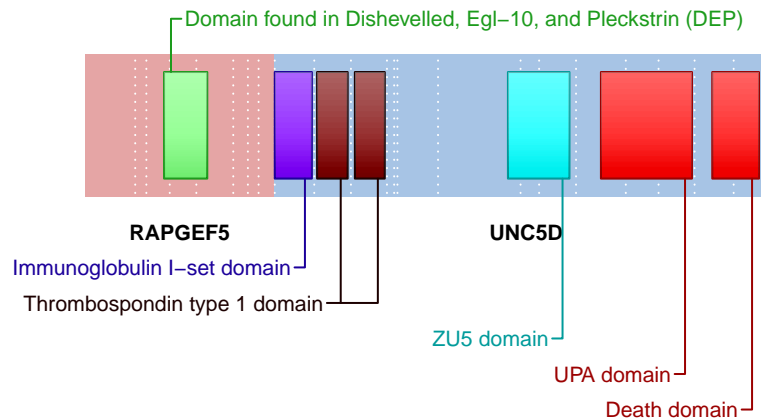 Domain found in Dishevelled, Egl−10, and Pleckstrin (DEP)
RAPGEF5
UNC5D
Immunoglobulin I−set domain
Thrombospondin type 1 domain
ZU5 domain
UPA domain
Death domain